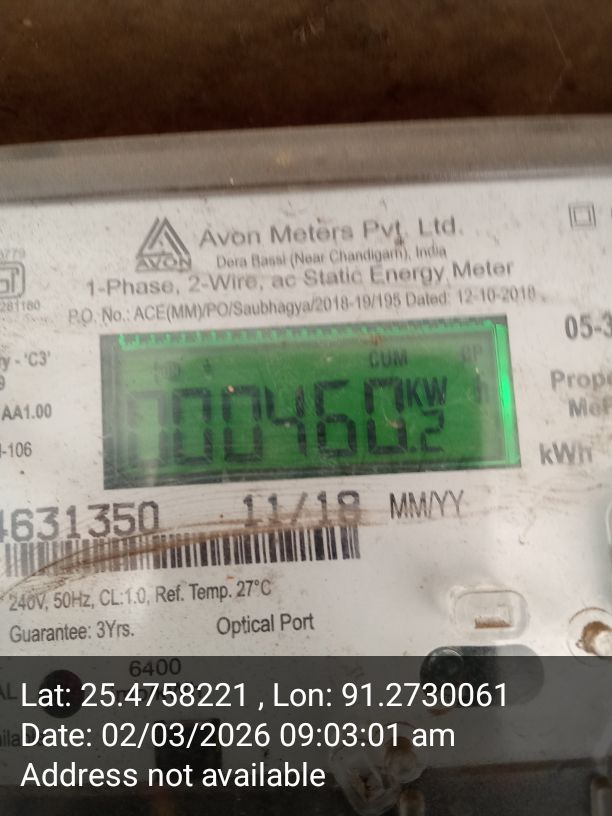 Avon Meters Pvt. Ltd.
AVON
Dera Bassi (Near Chandigarh), India
1-Phase, 2-Wire, ac Static Energy Meter
P.O. No.: ACE(MM)/PO/Saubhagya/2018-19/195 Dated: 12-10-2018
05-3
CUM
000460.2 KW
AA1.00
-106
kWh
4631350 11/18 MM/YY
240V, 50Hz, CL:1.0, Ref. Temp. 27°C
Guarantee: 3Yrs. Optical Port
6400
Lat: 25.4758221 , Lon: 91.2730061
Date: 02/03/2026 09:03:01 am
Address not available